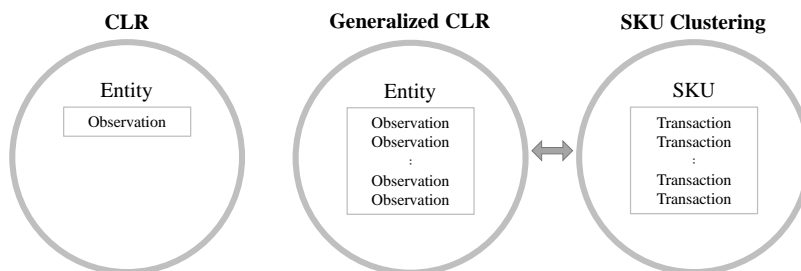 CLR
Entity
Observation
Generalized CLR
Entity
Observation
Observation
:
Observation
Observation
SKU Clustering
SKU
Transaction
Transaction
:
Transaction
Transaction